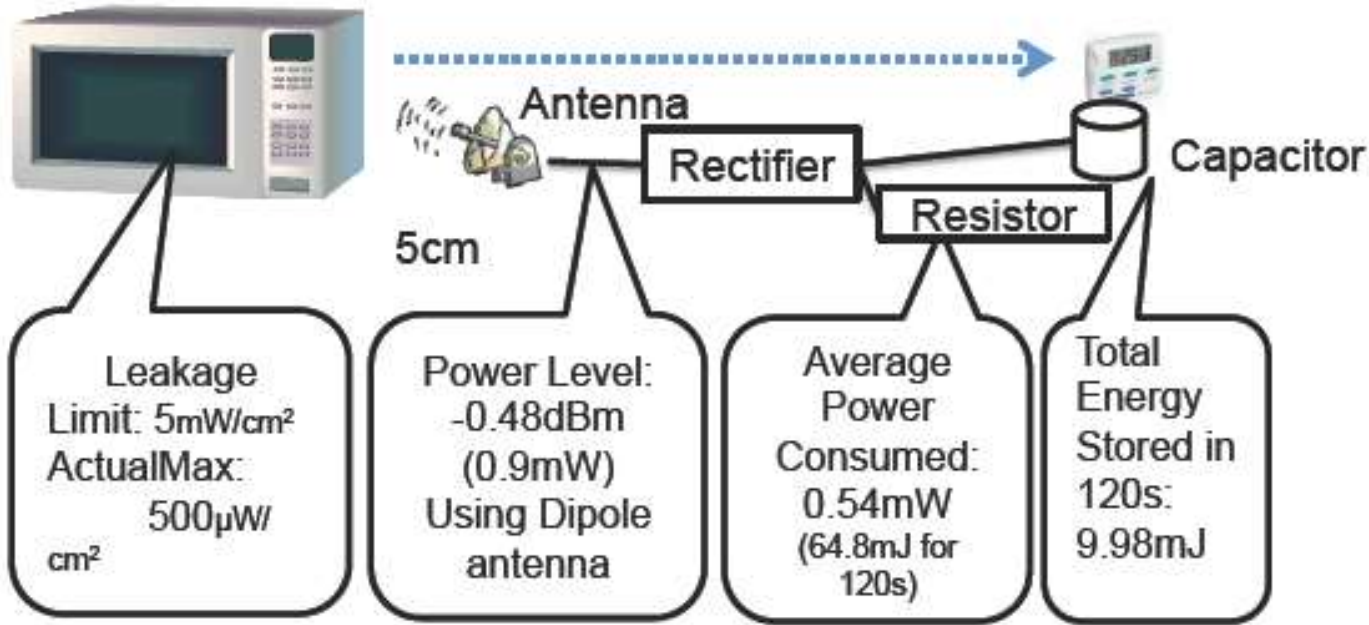 Antenna
Rectifier
Capacitor
Resistor
5cm
Leakage
Limit: 5mW/cm²
ActualMax:
500µW/
cm²
Power Level:
-0.48dBm
(0.9mW)
Using Dipole
antenna
Average
Power
Consumed:
0.54mW
(64.8mJ for
120s)
Total
Energy
Stored in
120s:
9.98mJ